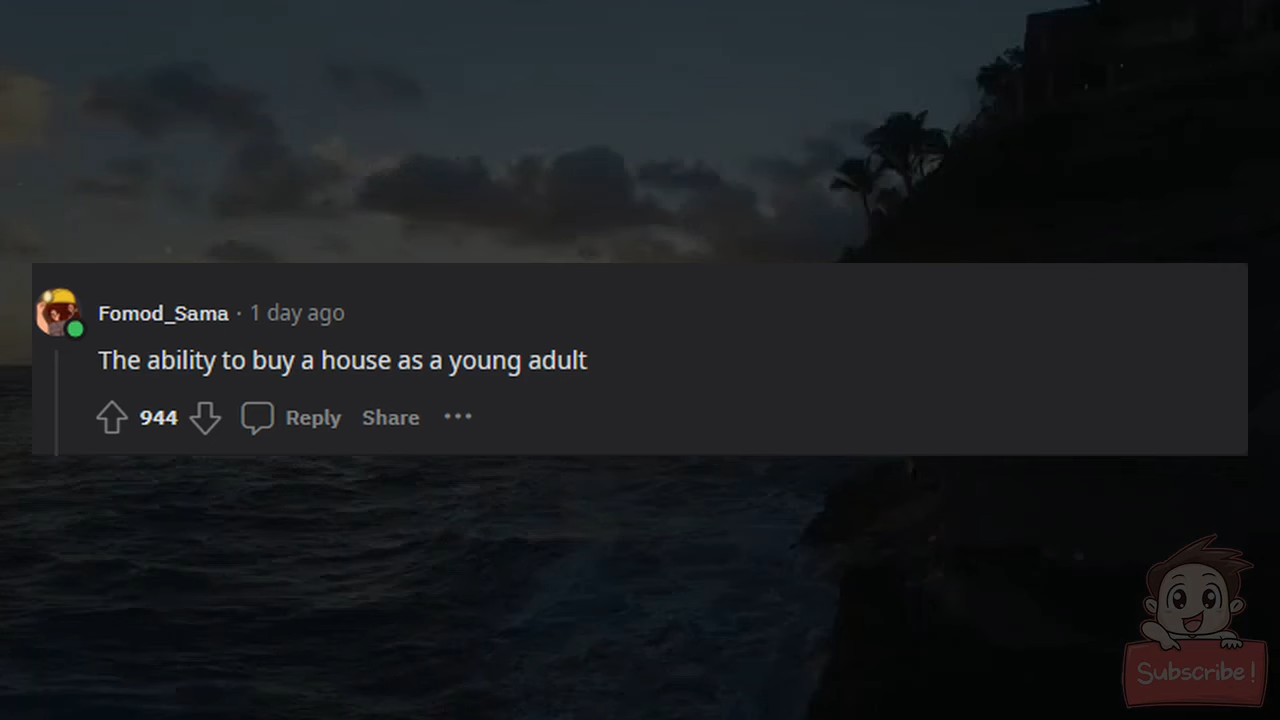 Fomod_Sama · 1 day ago
The ability to buy a house as a young adult
944 Reply Share ···
Subscribe!